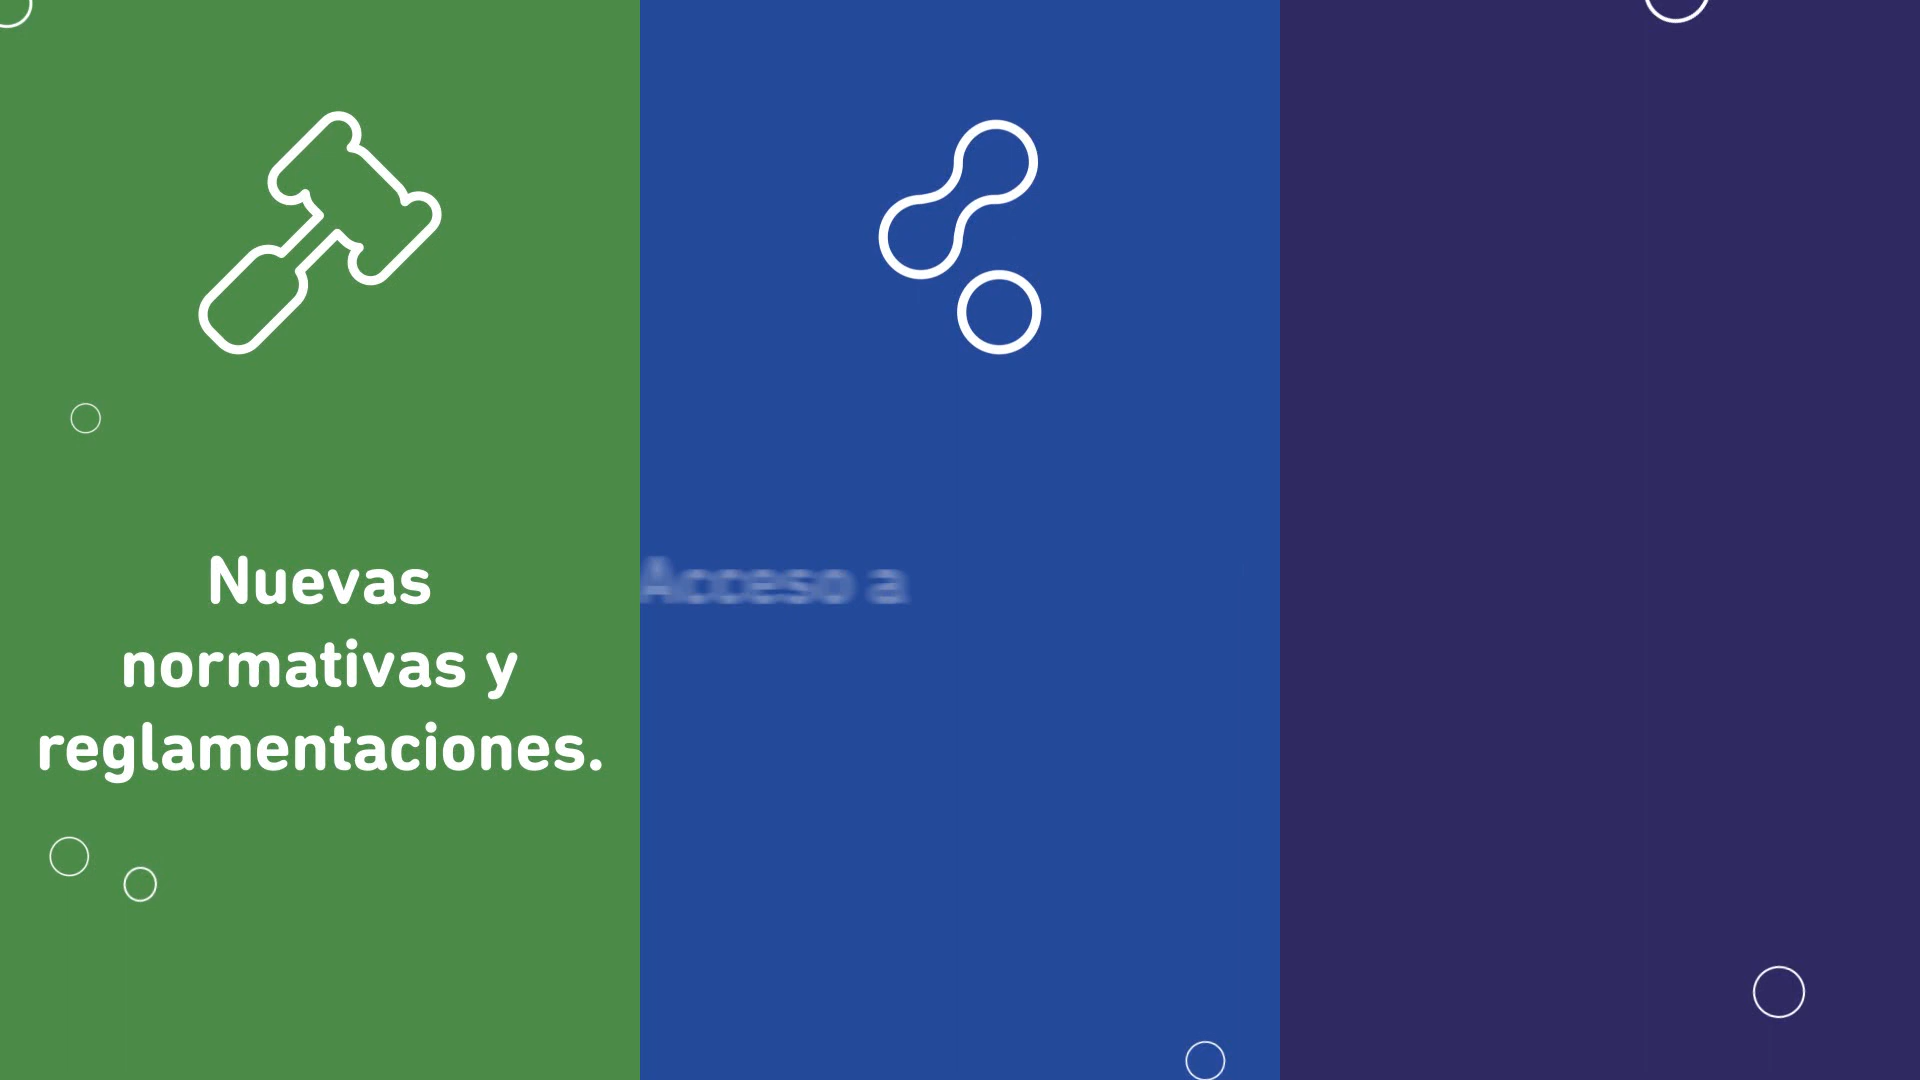 Nuevas
normativas y
reglamentaciones.
Acceso a